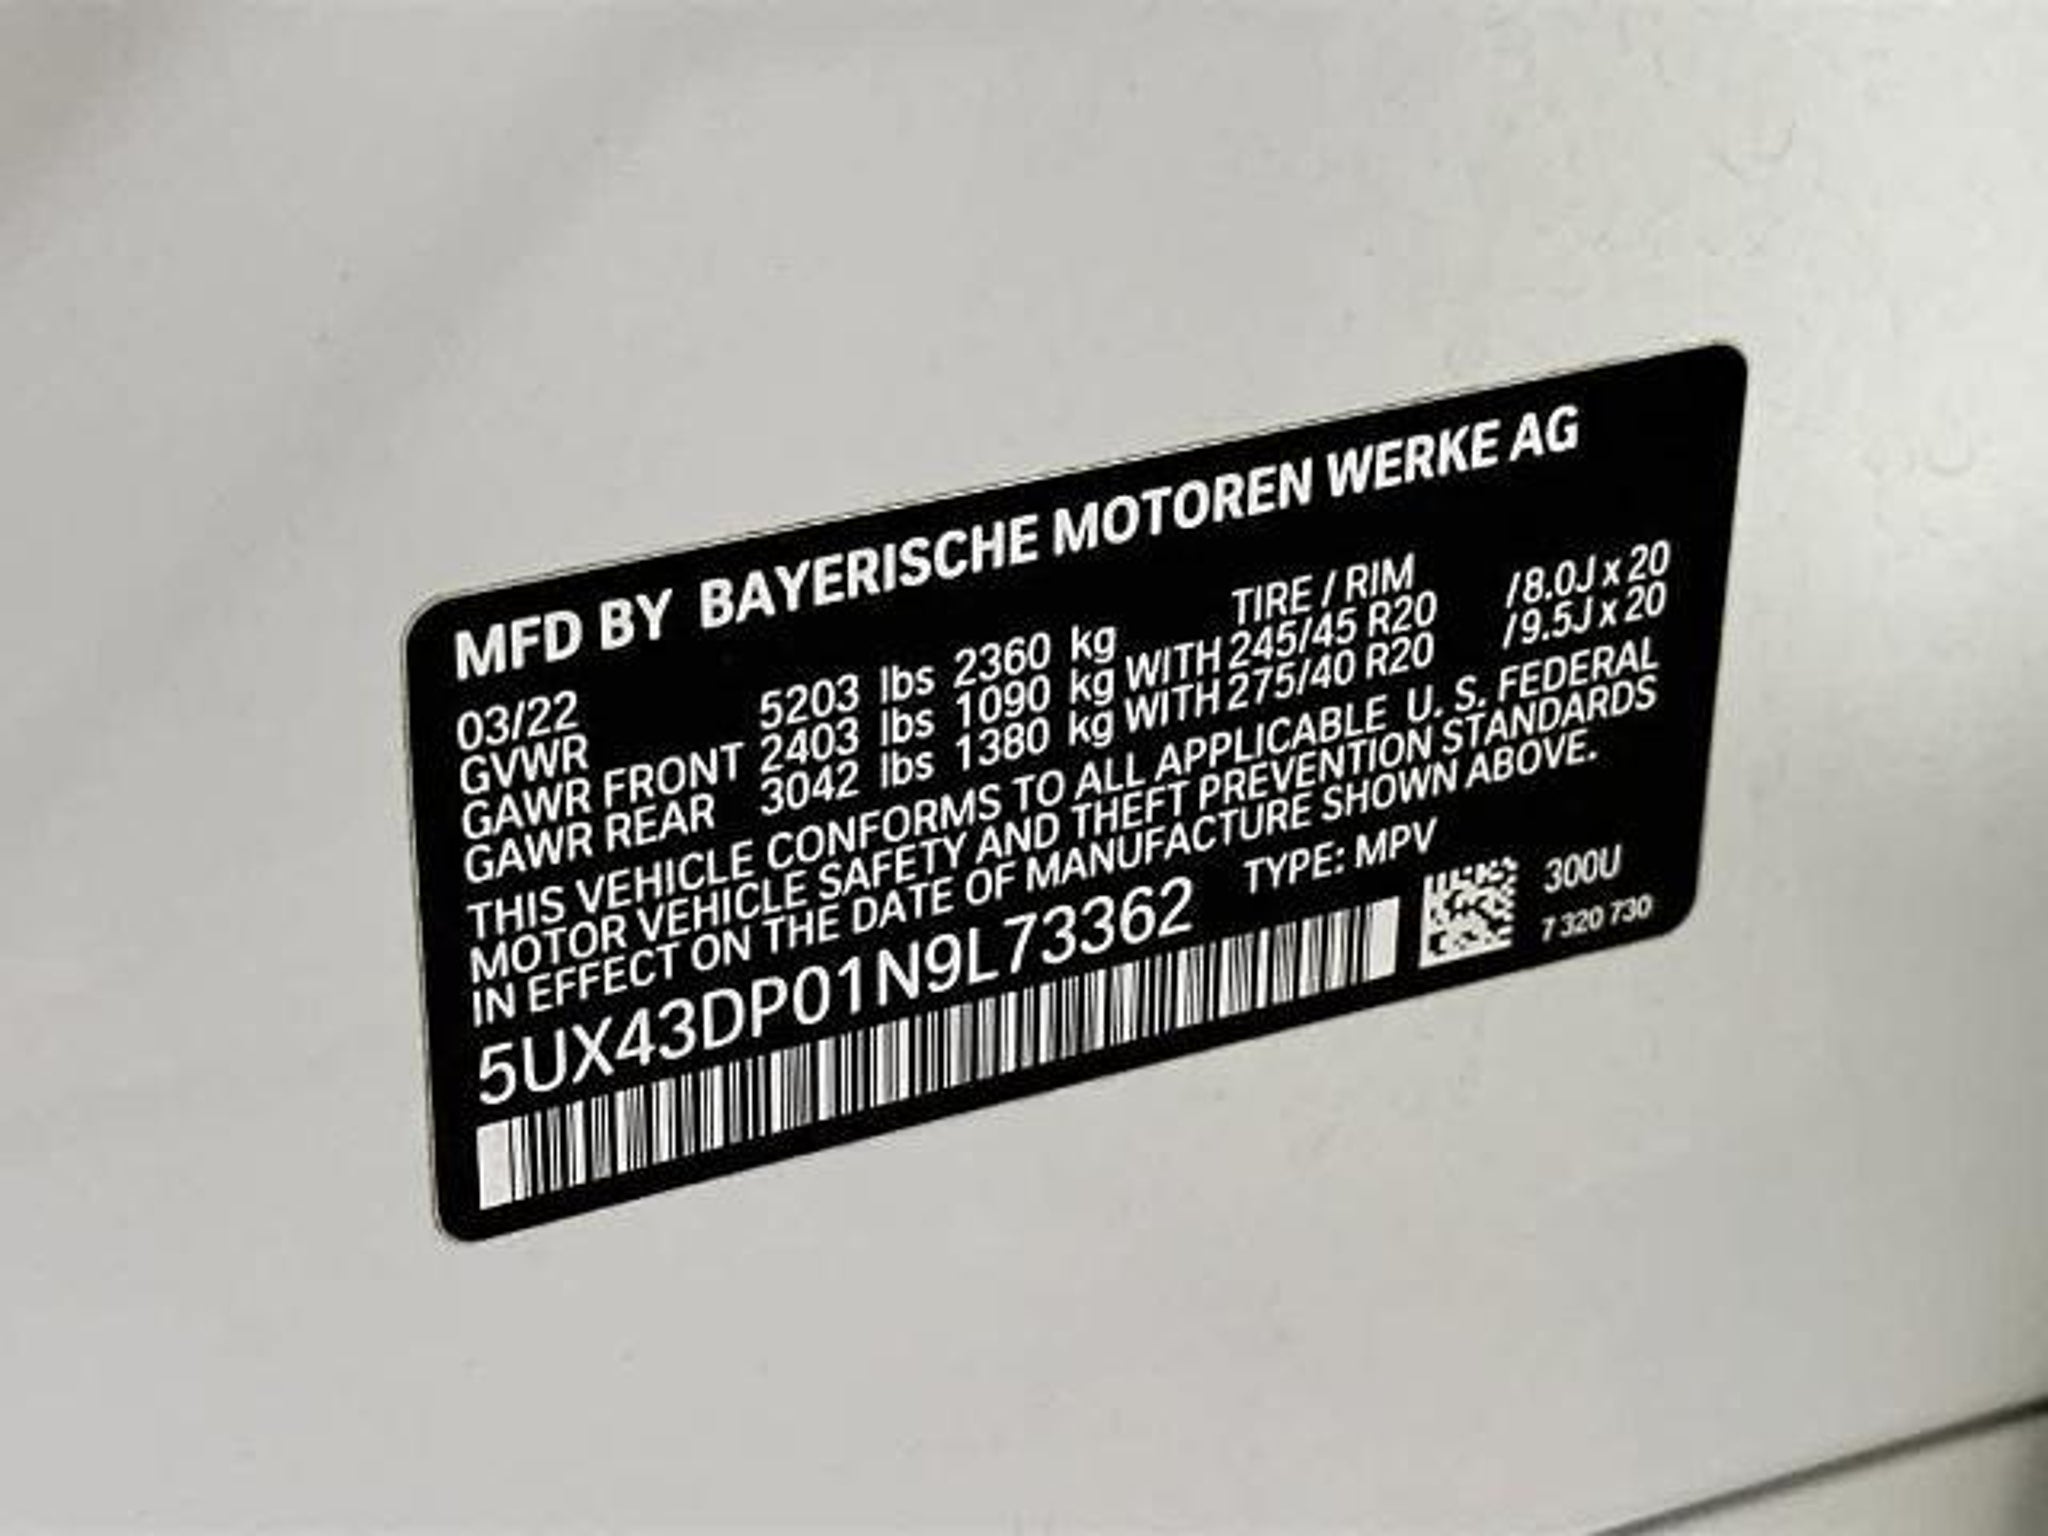 MFD BY BAYERISCHE MOTOREN WERKE AG
03/22 TIRE / RIM
GVWR 5203 lbs 2360 kg
GAWR FRONT 2403 lbs 1090 kg WITH 245/45 R20 /8.0J x 20
GAWR REAR 3042 lbs 1380 kg WITH 275/40 R20 /9.5J x 20
THIS VEHICLE CONFORMS TO ALL APPLICABLE U. S. FEDERAL
MOTOR VEHICLE SAFETY AND THEFT PREVENTION STANDARDS
IN EFFECT ON THE DATE OF MANUFACTURE SHOWN ABOVE.
5UX43DP01N9L73362 TYPE: MPV
300U
7 320 730